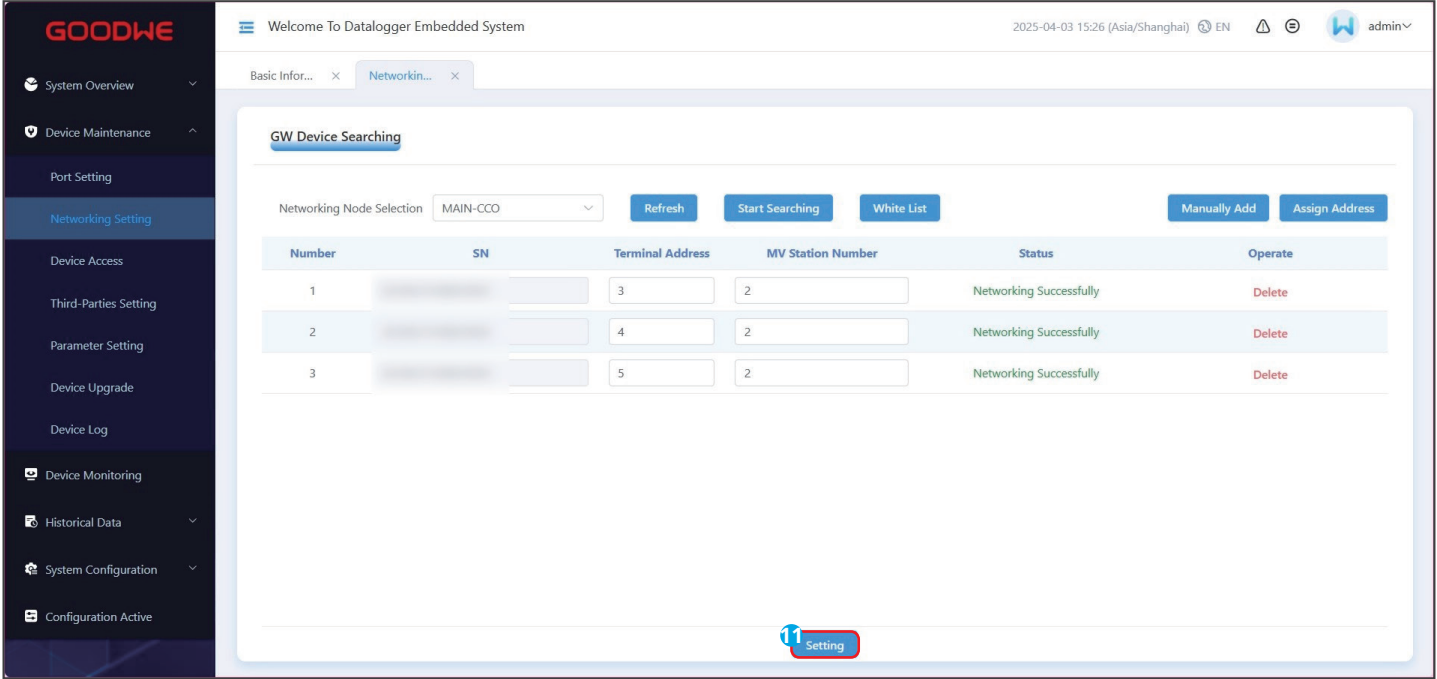 GOODWE
Welcome To Datalogger Embedded System
2025-04-03 15:26 (Asia/Shanghai) EN admin
System Overview
Device Maintenance
Port Setting
Networking Setting
Device Access
Third-Parties Setting
Parameter Setting
Device Upgrade
Device Log
Device Monitoring
Historical Data
System Configuration
Configuration Active
Basic Infor... × Networkin... ×
GW Device Searching
Networking Node Selection MAIN-CCO Refresh Start Searching White List Manually Add Assign Address
Number SN Terminal Address MV Station Number Status Operate
1 3 2 Networking Successfully Delete
2 4 2 Networking Successfully Delete
3 5 2 Networking Successfully Delete
11 Setting